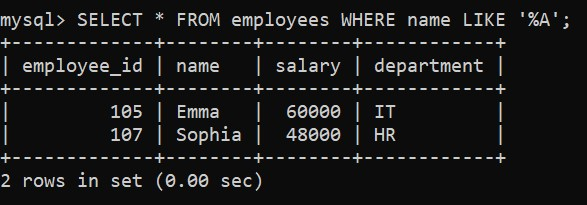 mysql> SELECT * FROM employees WHERE name LIKE '%A';
+-------------+--------+--------+------------+
| employee_id | name   | salary | department |
+-------------+--------+--------+------------+
|         105 | Emma   |  60000 | IT         |
|         107 | Sophia |  48000 | HR         |
+-------------+--------+--------+------------+
2 rows in set (0.00 sec)